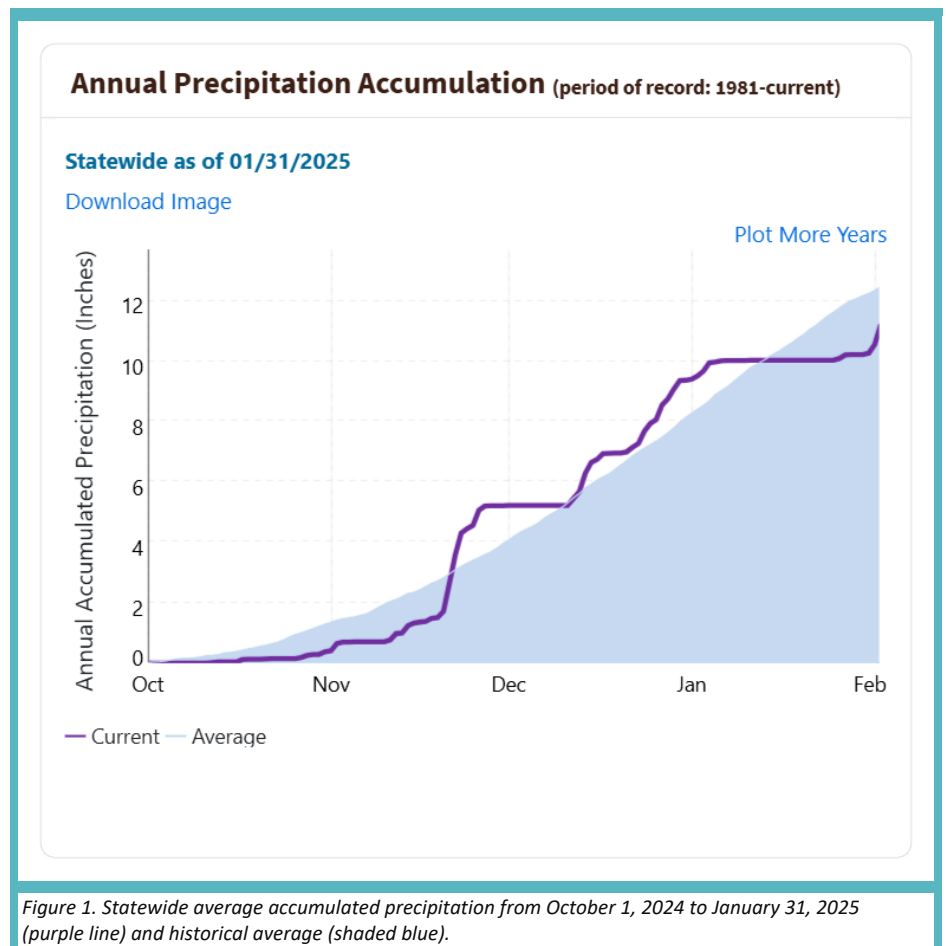 Annual Precipitation Accumulation (period of record: 1981-current)
Statewide as of 01/31/2025
Download Image
Plot More Years
Annual Accumulated Precipitation (Inches)
12
10
8
6
4
2
0
Oct Nov Dec Jan Feb
Current Average
Figure 1. Statewide average accumulated precipitation from October 1, 2024 to January 31, 2025
(purple line) and historical average (shaded blue).